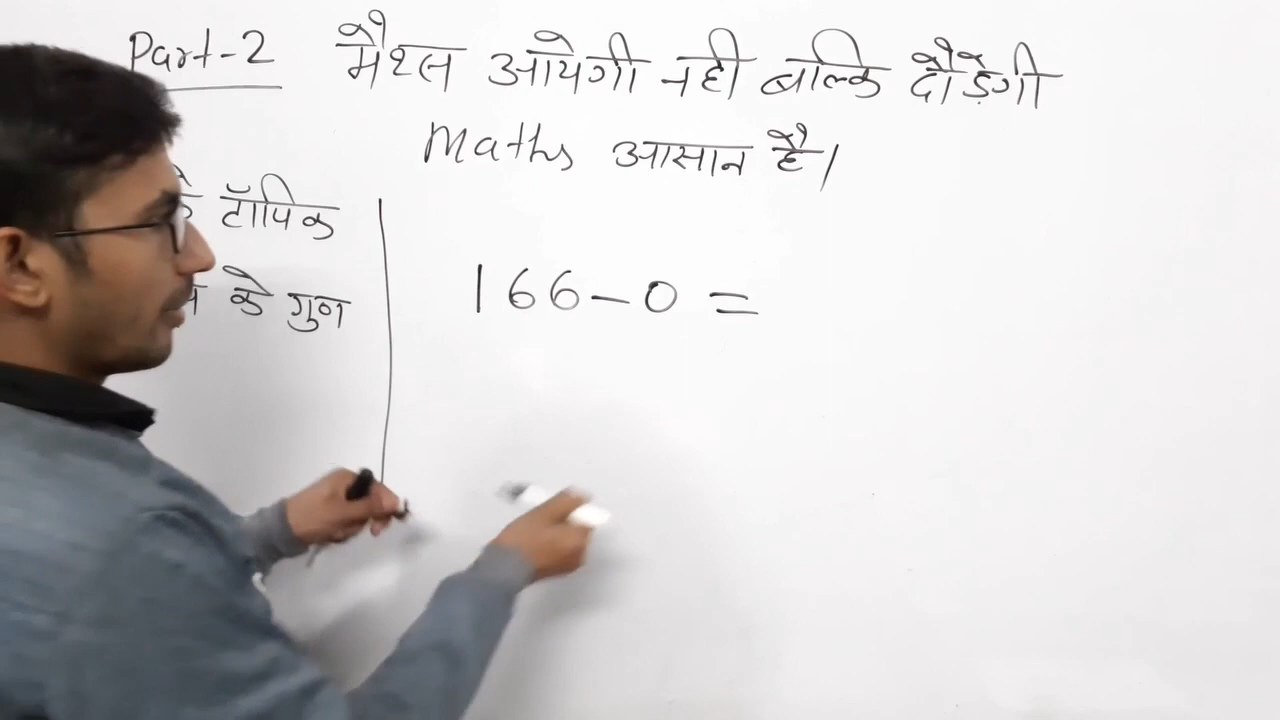 Part-2 मैथ्स आयेगी नही बल्कि दौड़ेगी
Maths आसान है।
के टॉपिक
के गुण
166-0 =